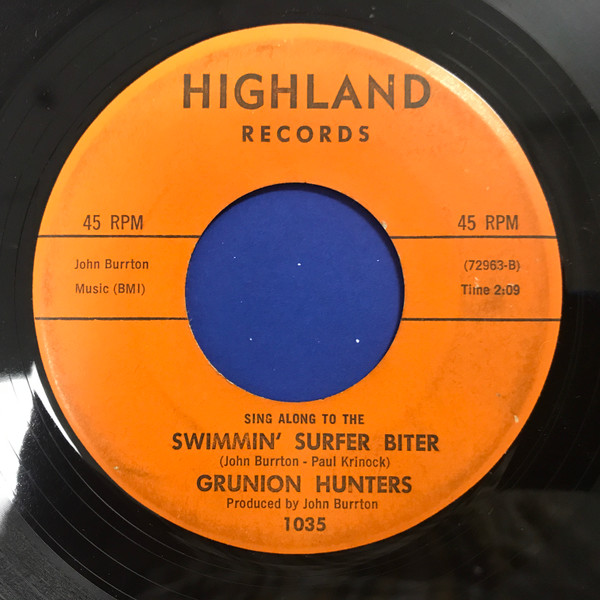 HIGHLAND
RECORDS
45 RPM 45 RPM
John Burrton (72963-B)
Music (BMI) Time 2:09
SING ALONG TO THE
SWIMMIN' SURFER BITER
(John Burrton - Paul Krinock)
GRUNION HUNTERS
Produced by John Burrton
1035